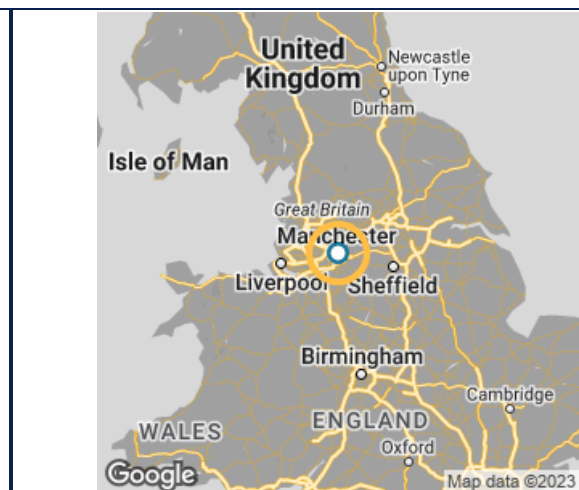 United
Kingdom
Newcastle
upon Tyne
Durham
Isle of Man
Great Britain
Manchester
Liverpool
Sheffield
Birmingham
Cambridge
WALES
ENGLAND
Oxford
Google
Map data ©2023